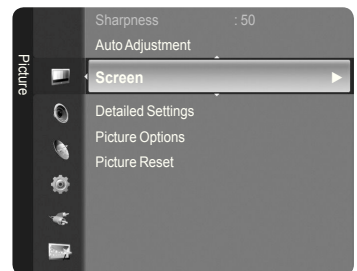 Picture
Sharpness : 50
Auto Adjustment
Screen
Detailed Settings
Picture Options
Picture Reset